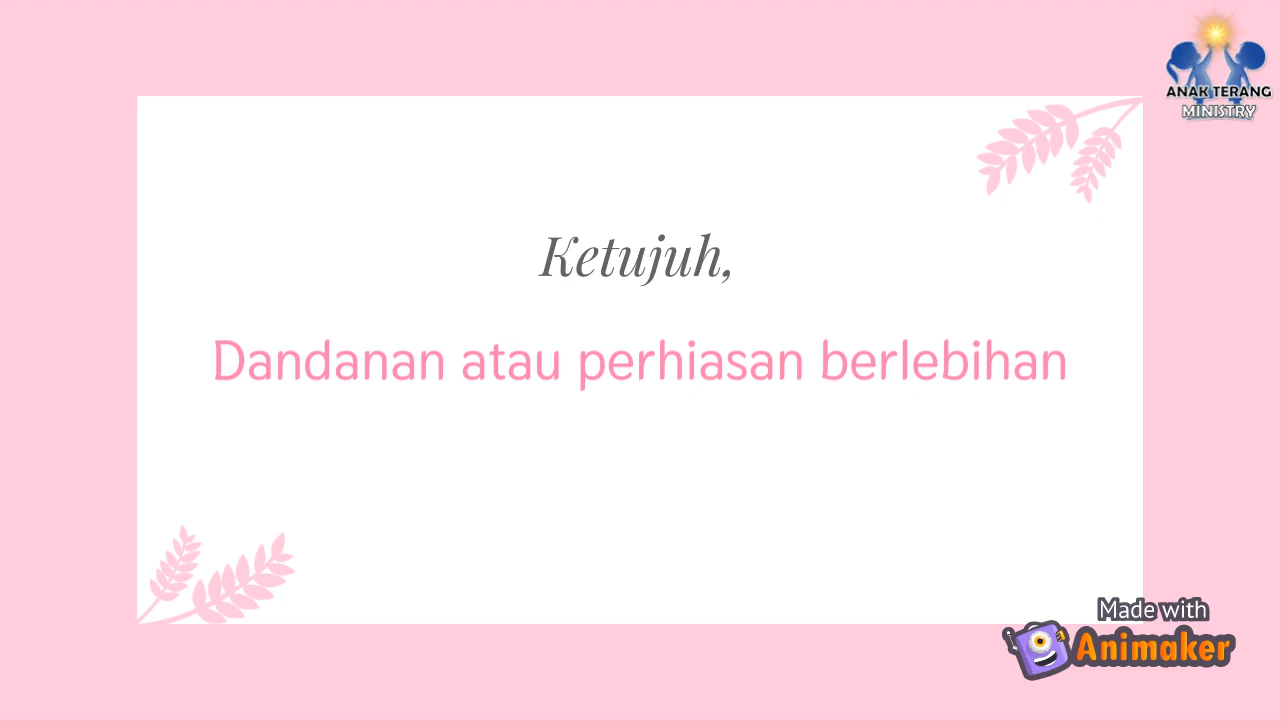 ANAK TERANG
MINISTRY
Ketujuh,
Dandanan atau perhiasan berlebihan
Made with
Animaker